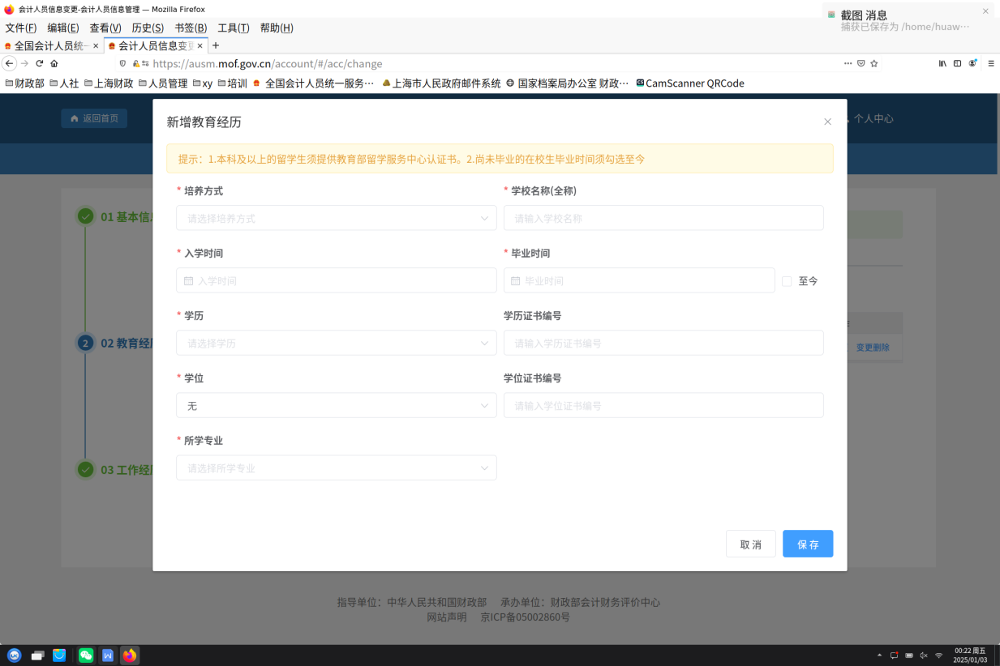 会计人员信息变更-会计人员信息管理 — Mozilla Firefox
截图 消息
捕获已保存为 /home/huaw···
文件(F) 编辑(E) 查看(V) 历史(S) 书签(B) 工具(T) 帮助(H)
全国会计人员统一
会计人员信息变更
https://ausm.mof.gov.cn/account/#/acc/change
财政部 人社 上海财政 人员管理 xy 培训 全国会计人员统一服务··· 上海市人民政府邮件系统 国家档案局办公室 财政··· CamScanner QRCode
返回首页
个人中心
新增教育经历
提示：1.本科及以上的留学生须提供教育部留学服务中心认证书。2.尚未毕业的在校生毕业时间须勾选至今
* 培养方式 * 学校名称(全称)
请选择培养方式 请输入学校名称
01 基本信
* 入学时间 * 毕业时间
入学时间 毕业时间 至今
* 学历 学历证书编号
请选择学历 请输入学历证书编号
2 02 教育经
变更删除
* 学位 学位证书编号
无 请输入学位证书编号
* 所学专业
请选择所学专业
03 工作经
取 消 保 存
指导单位：中华人民共和国财政部 承办单位：财政部会计财务评价中心
网站声明 京ICP备05002860号
00:22 周五
2025/01/03